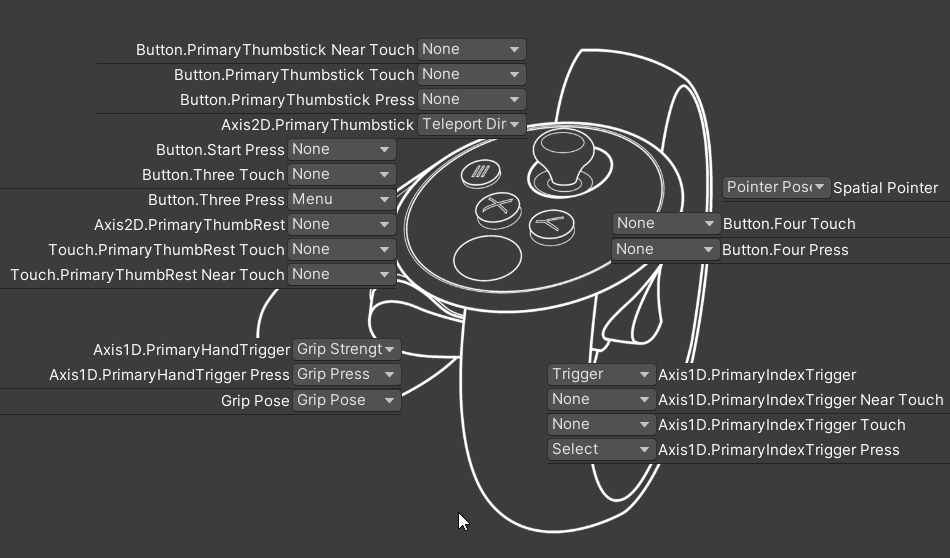 Button.PrimaryThumbstick Near Touch None
Button.PrimaryThumbstick Touch None
Button.PrimaryThumbstick Press None
Axis2D.PrimaryThumbstick Teleport Dir
Button.Start Press None
Button.Three Touch None
Button.Three Press Menu
Axis2D.PrimaryThumbRest None
Touch.PrimaryThumbRest Touch None
Touch.PrimaryThumbRest Near Touch None
Pointer Pose Spatial Pointer
None Button.Four Touch
None Button.Four Press
X
Y
Axis1D.PrimaryHandTrigger Grip Strengt
Axis1D.PrimaryHandTrigger Press Grip Press
Grip Pose Grip Pose
Trigger Axis1D.PrimaryIndexTrigger
None Axis1D.PrimaryIndexTrigger Near Touch
None Axis1D.PrimaryIndexTrigger Touch
Select Axis1D.PrimaryIndexTrigger Press